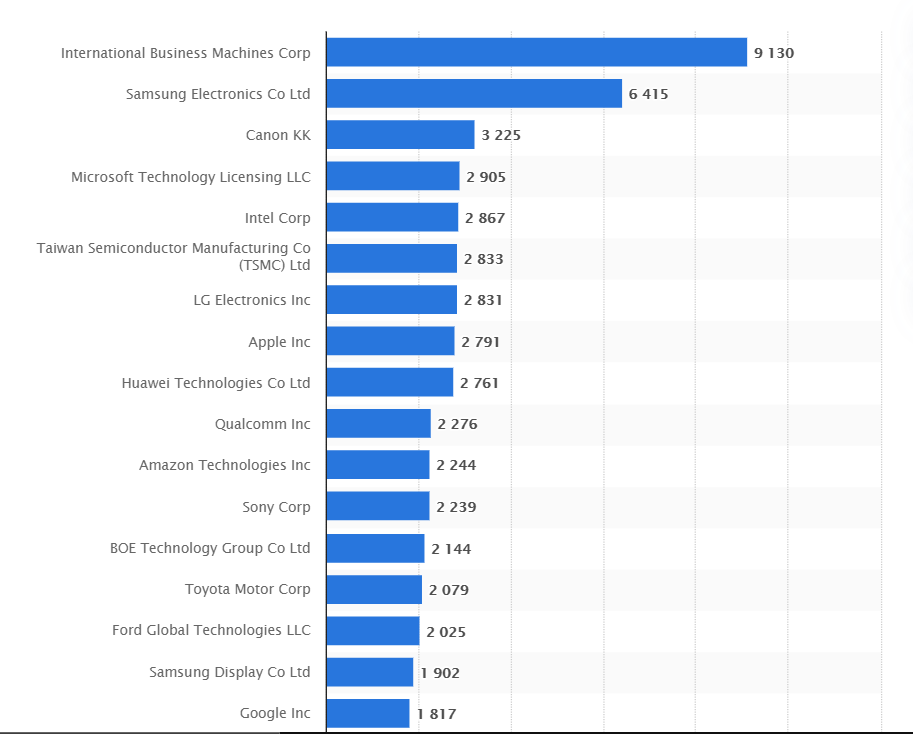 International Business Machines Corp 9 130
Samsung Electronics Co Ltd 6 415
Canon KK 3 225
Microsoft Technology Licensing LLC 2 905
Intel Corp 2 867
Taiwan Semiconductor Manufacturing Co
(TSMC) Ltd 2 833
LG Electronics Inc 2 831
Apple Inc 2 791
Huawei Technologies Co Ltd 2 761
Qualcomm Inc 2 276
Amazon Technologies Inc 2 244
Sony Corp 2 239
BOE Technology Group Co Ltd 2 144
Toyota Motor Corp 2 079
Ford Global Technologies LLC 2 025
Samsung Display Co Ltd 1 902
Google Inc 1 817